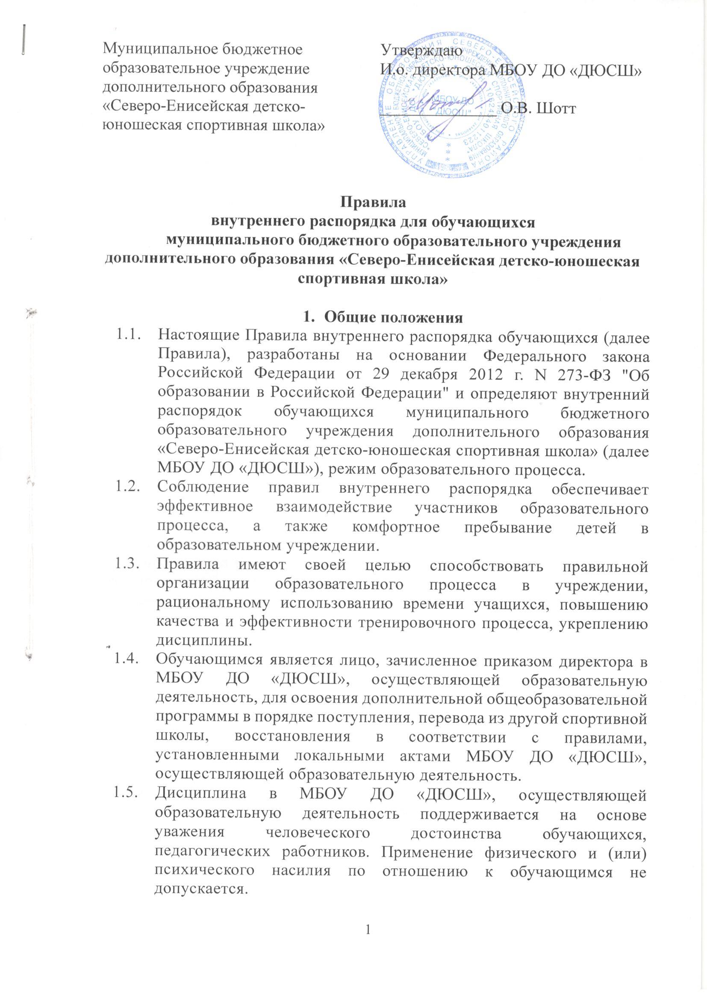 Муниципальное бюджетное
образовательное учреждение
дополнительного образования
«Северо-Енисейская детско-
юношеская спортивная школа»
Утверждаю
И.о. директора МБОУ ДО «ДЮСШ»
О.В. Шотт
МБОУ ДО
"ДЮСШ"
Правила
внутреннего распорядка для обучающихся
муниципального бюджетного образовательного учреждения
дополнительного образования «Северо-Енисейская детско-юношеская
спортивная школа»
1. Общие положения
1.1. Настоящие Правила внутреннего распорядка обучающихся (далее
Правила), разработаны на основании Федерального закона
Российской Федерации от 29 декабря 2012 г. N 273-ФЗ "Об
образовании в Российской Федерации" и определяют внутренний
распорядок обучающихся муниципального бюджетного
образовательного учреждения дополнительного образования
«Северо-Енисейская детско-юношеская спортивная школа» (далее
МБОУ ДО «ДЮСШ»), режим образовательного процесса.
1.2. Соблюдение правил внутреннего распорядка обеспечивает
эффективное взаимодействие участников образовательного
процесса, а также комфортное пребывание детей в
образовательном учреждении.
1.3. Правила имеют своей целью способствовать правильной
организации образовательного процесса в учреждении,
рациональному использованию времени учащихся, повышению
качества и эффективности тренировочного процесса, укреплению
дисциплины.
1.4. Обучающимся является лицо, зачисленное приказом директора в
МБОУ ДО «ДЮСШ», осуществляющей образовательную
деятельность, для освоения дополнительной общеобразовательной
программы в порядке поступления, перевода из другой спортивной
школы, восстановления в соответствии с правилами,
установленными локальными актами МБОУ ДО «ДЮСШ»,
осуществляющей образовательную деятельность.
1.5. Дисциплина в МБОУ ДО «ДЮСШ», осуществляющей
образовательную деятельность поддерживается на основе
уважения человеческого достоинства обучающихся,
педагогических работников. Применение физического и (или)
психического насилия по отношению к обучающимся не
допускается.
1